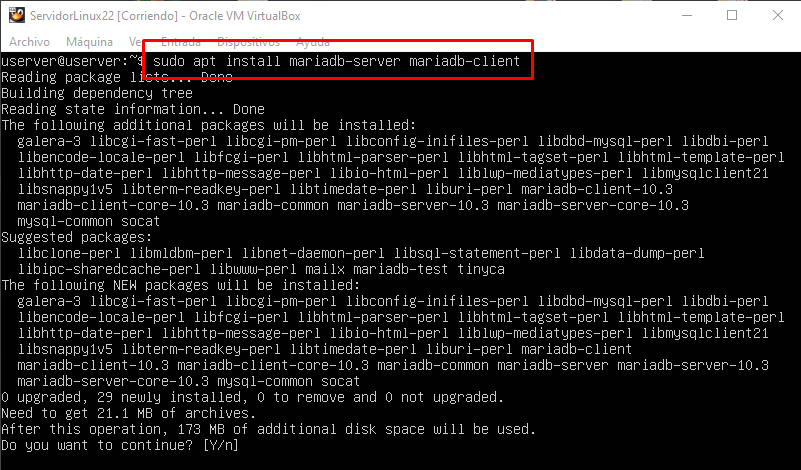 ServidorLinux22 [Corriendo] - Oracle VM VirtualBox
Archivo Máquina Ver Entrada Dispositivos Ayuda
userver@userver:~$ sudo apt install mariadb-server mariadb-client
Reading package lists... Done
Building dependency tree
Reading state information... Done
The following additional packages will be installed:
galera-3 libcgi-fast-perl libcgi-pm-perl libconfig-inifiles-perl libdbd-mysql-perl libdbi-perl
libencode-locale-perl libfcgi-perl libhtml-parser-perl libhtml-tagset-perl libhtml-template-perl
libhttp-date-perl libhttp-message-perl libio-html-perl liblwp-mediatypes-perl libmysqlclient21
libsnappy1v5 libterm-readkey-perl libtimedate-perl liburi-perl mariadb-client-10.3
mariadb-client-core-10.3 mariadb-common mariadb-server-10.3 mariadb-server-core-10.3
mysql-common socat
Suggested packages:
libclone-perl libmldbm-perl libnet-daemon-perl libsql-statement-perl libdata-dump-perl
libipc-sharedcache-perl libwww-perl mailx mariadb-test tinyca
The following NEW packages will be installed:
galera-3 libcgi-fast-perl libcgi-pm-perl libconfig-inifiles-perl libdbd-mysql-perl libdbi-perl
libencode-locale-perl libfcgi-perl libhtml-parser-perl libhtml-tagset-perl libhtml-template-perl
libhttp-date-perl libhttp-message-perl libio-html-perl liblwp-mediatypes-perl libmysqlclient21
libsnappy1v5 libterm-readkey-perl libtimedate-perl liburi-perl mariadb-client
mariadb-client-10.3 mariadb-client-core-10.3 mariadb-common mariadb-server mariadb-server-10.3
mariadb-server-core-10.3 mysql-common socat
0 upgraded, 29 newly installed, 0 to remove and 0 not upgraded.
Need to get 21.1 MB of archives.
After this operation, 173 MB of additional disk space will be used.
Do you want to continue? [Y/n]